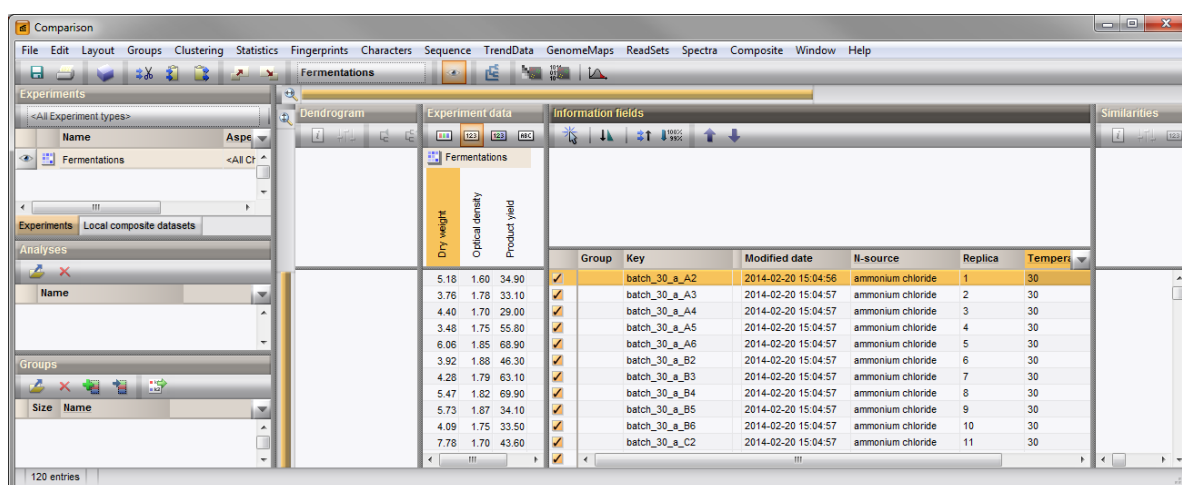 Comparison
File Edit Layout Groups Clustering Statistics Fingerprints Characters Sequence TrendData GenomeMaps ReadSets Spectra Composite Window Help
Fermentations
Experiments
<All Experiment types>
Name Aspe
Fermentations <All Ch
Experiments Local composite datasets
Analyses
Name
Groups
Size Name
Dendrogram
Experiment data
Fermentations
Dry weight
Optical density
Product yield
Information fields
Similarities
Group Key Modified date N-source Replica Tempera
5.18 1.60 34.90 batch_30_a_A2 2014-02-20 15:04:56 ammonium chloride 1 30
3.76 1.78 33.10 batch_30_a_A3 2014-02-20 15:04:57 ammonium chloride 2 30
4.40 1.70 29.00 batch_30_a_A4 2014-02-20 15:04:57 ammonium chloride 3 30
3.48 1.75 55.80 batch_30_a_A5 2014-02-20 15:04:57 ammonium chloride 4 30
6.06 1.85 68.90 batch_30_a_A6 2014-02-20 15:04:57 ammonium chloride 5 30
3.92 1.88 46.30 batch_30_a_B2 2014-02-20 15:04:57 ammonium chloride 6 30
4.28 1.79 63.10 batch_30_a_B3 2014-02-20 15:04:57 ammonium chloride 7 30
5.47 1.82 69.90 batch_30_a_B4 2014-02-20 15:04:57 ammonium chloride 8 30
5.73 1.87 34.10 batch_30_a_B5 2014-02-20 15:04:57 ammonium chloride 9 30
4.09 1.75 33.50 batch_30_a_B6 2014-02-20 15:04:57 ammonium chloride 10 30
7.78 1.70 43.60 batch_30_a_C2 2014-02-20 15:04:57 ammonium chloride 11 30
120 entries